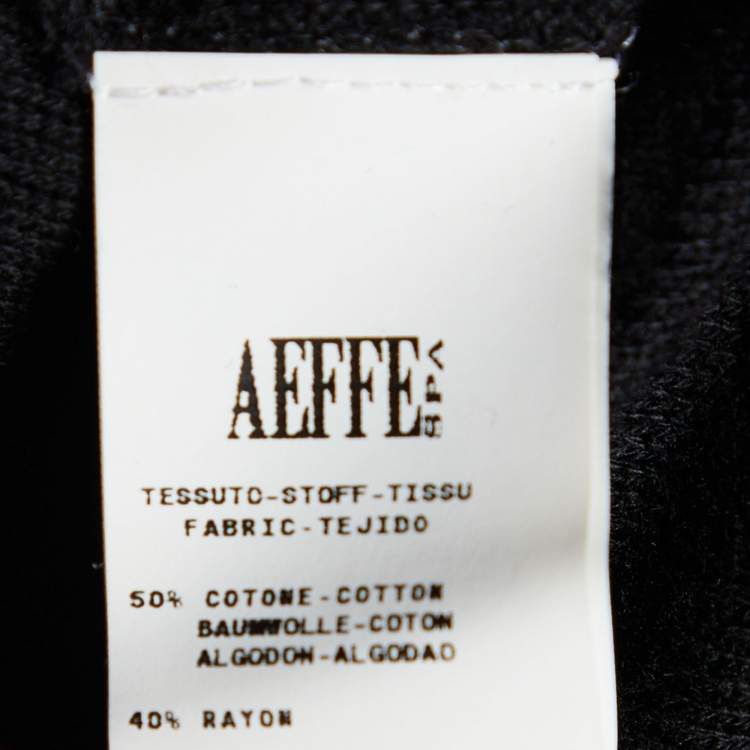 AEFFE SPA
TESSUTO-STOFF-TISSU
FABRIC-TEJIDO
50% COTONE-COTTON
BAUMWOLLE-COTON
ALGODON-ALGODAO
40% RAYON